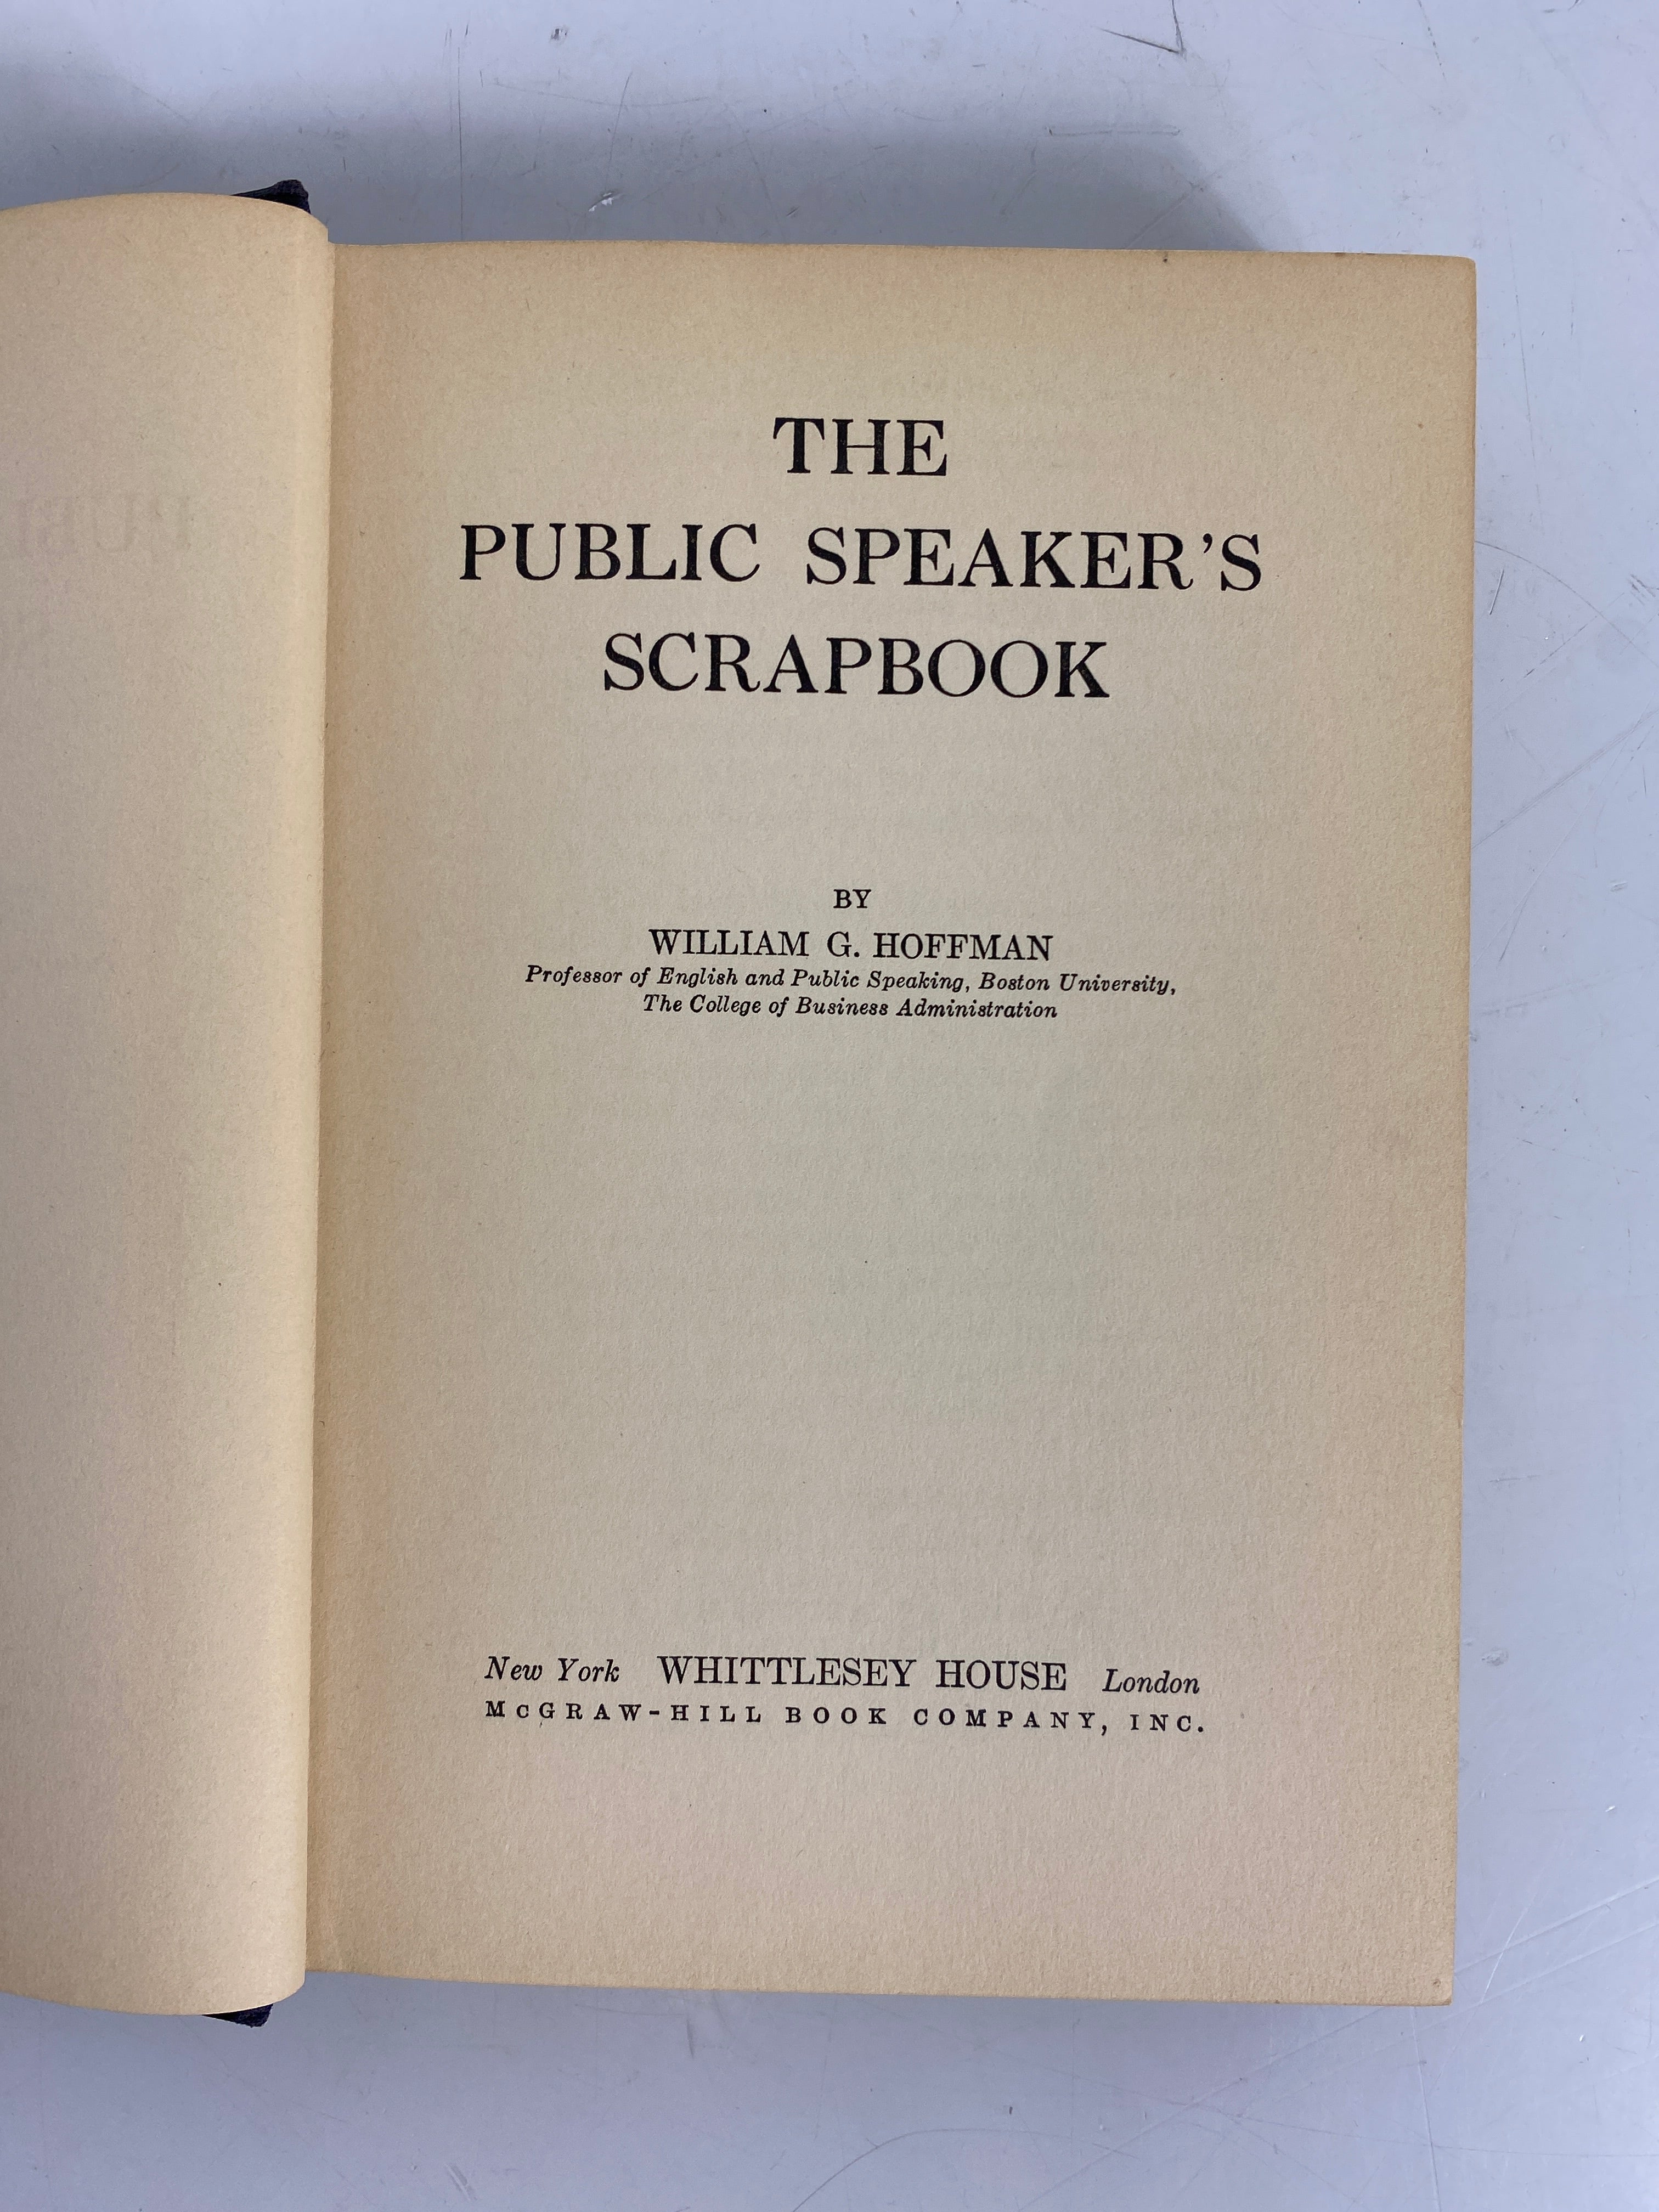 THE
PUBLIC SPEAKER'S
SCRAPBOOK
BY
WILLIAM G. HOFFMAN
Professor of English and Public Speaking, Boston University,
The College of Business Administration
New York WHITTLESEY HOUSE London
McGRAW-HILL BOOK COMPANY, INC.